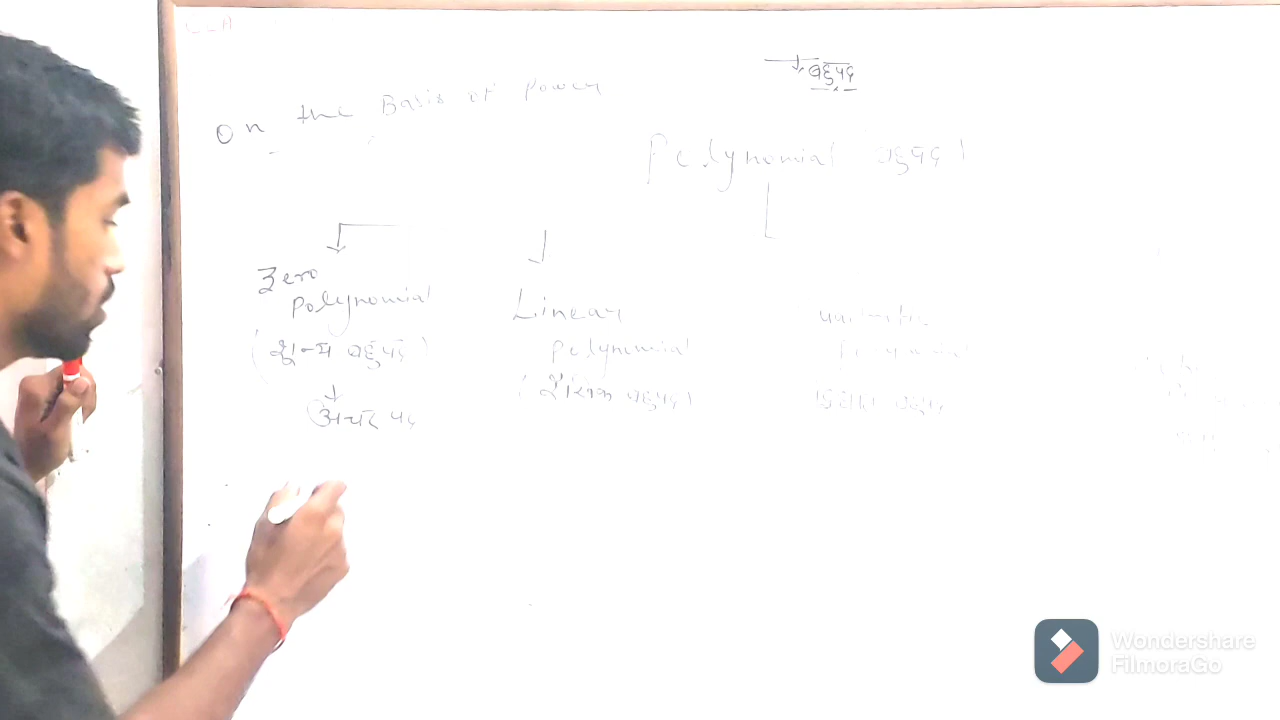 बहुपद
On the Basis of Power
Polynomial बहुपद।
Zero
Polynomial
(शून्य बहुपद)
अचर पद
Linear
Polynomial
(रैखिक बहुपद)
Polynomial
द्विघात बहुपद
Wondershare
FilmoraGo